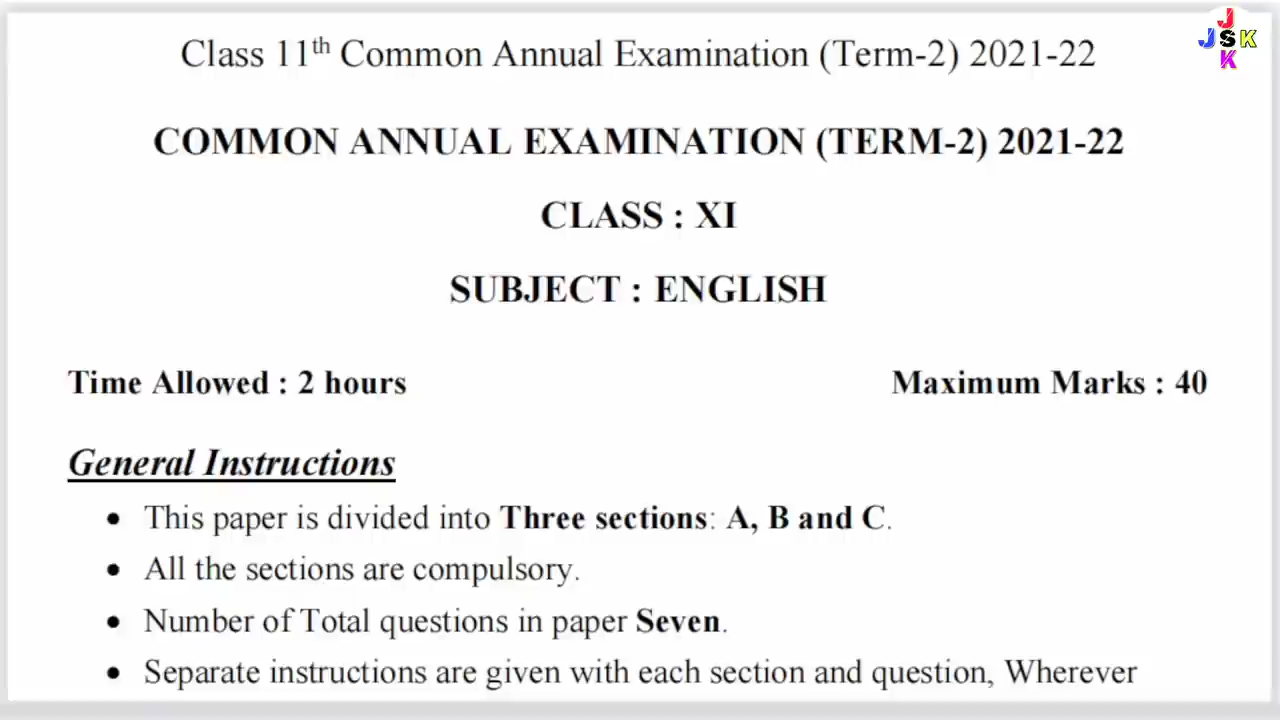 J
JSK
K
Class 11th Common Annual Examination (Term-2) 2021-22
COMMON ANNUAL EXAMINATION (TERM-2) 2021-22
CLASS : XI
SUBJECT : ENGLISH
Time Allowed : 2 hours Maximum Marks : 40
General Instructions
• This paper is divided into Three sections: A, B and C.
• All the sections are compulsory.
• Number of Total questions in paper Seven.
• Separate instructions are given with each section and question, Wherever